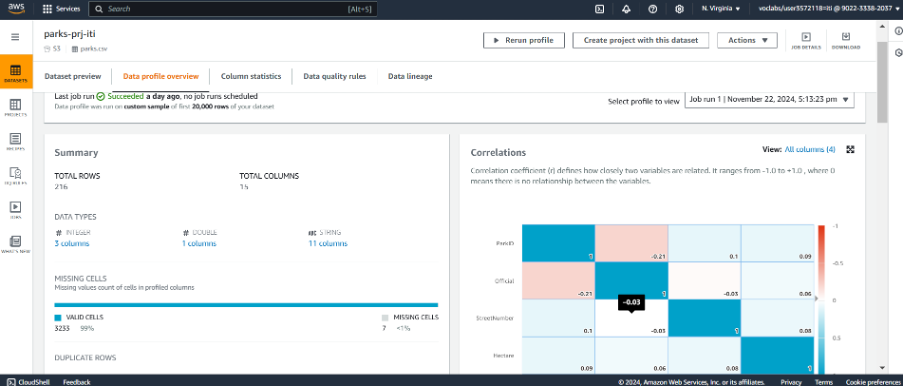 aws
Services
Search
[Alt+S]
N. Virginia
voclabs/user3572118=iti @ 9022-3338-2037
parks-prj-iti
S3
parks.csv
Rerun profile
Create project with this dataset
Actions
JOB DETAILS
DOWNLOAD
DATASETS
PROJECTS
RECIPES
JOBS
WHAT'S NEW
Dataset preview
Data profile overview
Column statistics
Data quality rules
Data lineage
Last job run Succeeded a day ago, no job runs scheduled
Data profile was run on custom sample of first 20,000 rows of your dataset
Select profile to view
Job run 1 | November 22, 2024, 5:13:23 pm
Summary
TOTAL ROWS
216
TOTAL COLUMNS
15
DATA TYPES
# INTEGER
3 columns
# DOUBLE
1 columns
STRING
11 columns
MISSING CELLS
Missing values count of cells in profiled columns
VALID CELLS
3233 99%
MISSING CELLS
7 <1%
DUPLICATE ROWS
Correlations
View: All columns (4)
Correlation coefficient (r) defines how closely two variables are related. It ranges from -1.0 to +1.0 , where 0
means there is no relationship between the variables.
ParkID
1
-0.21
0.1
0.09
Official
-0.21
1
-0.03
0.06
-0.03
StreetNumber
0.1
-0.03
1
0.08
Hectare
0.09
0.06
0.08
1
-1
-0.5
0
0.5
CloudShell
Feedback
© 2024, Amazon Web Services, Inc. or its affiliates.
Privacy
Terms
Cookie preferences